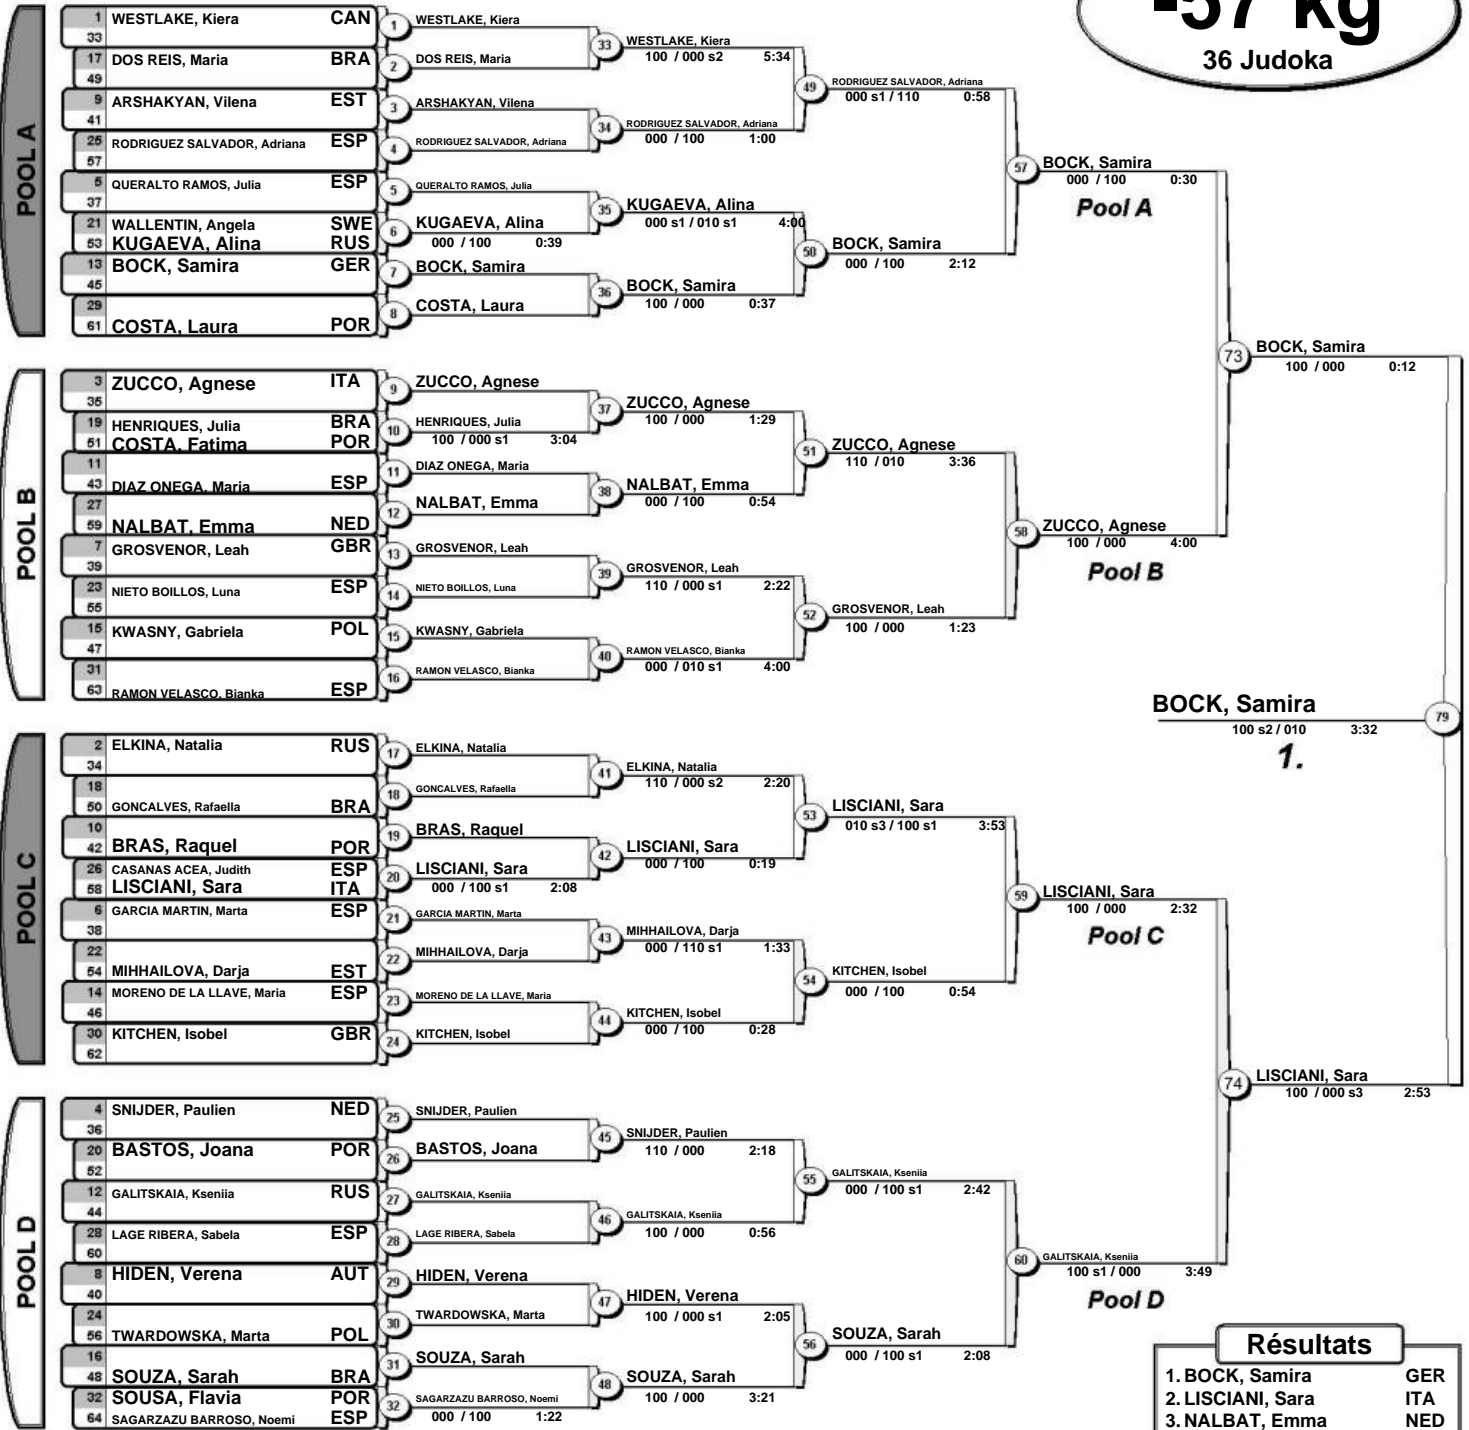 -57 kg
36 Judoka
POOL A
1 WESTLAKE, Kiera CAN
33
17 DOS REIS, Maria BRA
49
9 ARSHAKYAN, Vilena EST
41
25 RODRIGUEZ SALVADOR, Adriana ESP
57
5 QUERALTO RAMOS, Julia ESP
37
21 WALLENTIN, Angela SWE
53 KUGAEVA, Alina RUS
13 BOCK, Samira GER
45
29
61 COSTA, Laura POR
1 WESTLAKE, Kiera
2 DOS REIS, Maria
3 ARSHAKYAN, Vilena
4 RODRIGUEZ SALVADOR, Adriana
5 QUERALTO RAMOS, Julia
6 KUGAEVA, Alina
000 / 100 0:39
7 BOCK, Samira
8 COSTA, Laura
33 WESTLAKE, Kiera
100 / 000 s2 5:34
34 RODRIGUEZ SALVADOR, Adriana
000 / 100 1:00
35 KUGAEVA, Alina
000 s1 / 010 s1 4:00
36 BOCK, Samira
100 / 000 0:37
49 RODRIGUEZ SALVADOR, Adriana
000 s1 / 110 0:58
50 BOCK, Samira
000 / 100 2:12
57 BOCK, Samira
000 / 100 0:30
Pool A
POOL B
3 ZUCCO, Agnese ITA
35
19 HENRIQUES, Julia BRA
51 COSTA, Fatima POR
11
43 DIAZ ONEGA, Maria ESP
27
59 NALBAT, Emma NED
7 GROSVENOR, Leah GBR
39
23 NIETO BOILLOS, Luna ESP
55
15 KWASNY, Gabriela POL
47
31
63 RAMON VELASCO, Bianka ESP
9 ZUCCO, Agnese
10 HENRIQUES, Julia
100 / 000 s1 3:04
11 DIAZ ONEGA, Maria
12 NALBAT, Emma
13 GROSVENOR, Leah
14 NIETO BOILLOS, Luna
15 KWASNY, Gabriela
16 RAMON VELASCO, Bianka
37 ZUCCO, Agnese
100 / 000 1:29
38 NALBAT, Emma
000 / 100 0:54
39 GROSVENOR, Leah
110 / 000 s1 2:22
40 RAMON VELASCO, Bianka
000 / 010 s1 4:00
51 ZUCCO, Agnese
110 / 010 3:36
52 GROSVENOR, Leah
100 / 000 1:23
58 ZUCCO, Agnese
100 / 000 4:00
Pool B
73 BOCK, Samira
100 / 000 0:12
BOCK, Samira 79
100 s2 / 010 3:32
1.
POOL C
2 ELKINA, Natalia RUS
34
18
50 GONCALVES, Rafaella BRA
10
42 BRAS, Raquel POR
26 CASANAS ACEA, Judith ESP
58 LISCIANI, Sara ITA
6 GARCIA MARTIN, Marta ESP
38
22
54 MIHHAILOVA, Darja EST
14 MORENO DE LA LLAVE, Maria ESP
46
30 KITCHEN, Isobel GBR
62
17 ELKINA, Natalia
18 GONCALVES, Rafaella
19 BRAS, Raquel
20 LISCIANI, Sara
000 / 100 s1 2:08
21 GARCIA MARTIN, Marta
22 MIHHAILOVA, Darja
23 MORENO DE LA LLAVE, Maria
24 KITCHEN, Isobel
41 ELKINA, Natalia
110 / 000 s2 2:20
42 LISCIANI, Sara
000 / 100 0:19
43 MIHHAILOVA, Darja
000 / 110 s1 1:33
44 KITCHEN, Isobel
000 / 100 0:28
53 LISCIANI, Sara
010 s3 / 100 s1 3:53
54 KITCHEN, Isobel
000 / 100 0:54
59 LISCIANI, Sara
100 / 000 2:32
Pool C
POOL D
4 SNIJDER, Paulien NED
36
20 BASTOS, Joana POR
52
12 GALITSKAIA, Kseniia RUS
44
28 LAGE RIBERA, Sabela ESP
60
8 HIDEN, Verena AUT
40
24
56 TWARDOWSKA, Marta POL
16
48 SOUZA, Sarah BRA
32 SOUSA, Flavia POR
64 SAGARZAZU BARROSO, Noemi ESP
25 SNIJDER, Paulien
26 BASTOS, Joana
27 GALITSKAIA, Kseniia
28 LAGE RIBERA, Sabela
29 HIDEN, Verena
30 TWARDOWSKA, Marta
31 SOUZA, Sarah
32 SAGARZAZU BARROSO, Noemi
000 / 100 1:22
45 SNIJDER, Paulien
110 / 000 2:18
46 GALITSKAIA, Kseniia
100 / 000 0:56
47 HIDEN, Verena
100 / 000 s1 2:05
48 SOUZA, Sarah
100 / 000 3:21
55 GALITSKAIA, Kseniia
000 / 100 s1 2:42
56 SOUZA, Sarah
000 / 100 s1 2:08
60 GALITSKAIA, Kseniia
100 s1 / 000 3:49
Pool D
74 LISCIANI, Sara
100 / 000 s3 2:53
Résultats
1. BOCK, Samira GER
2. LISCIANI, Sara ITA
3. NALBAT, Emma NED